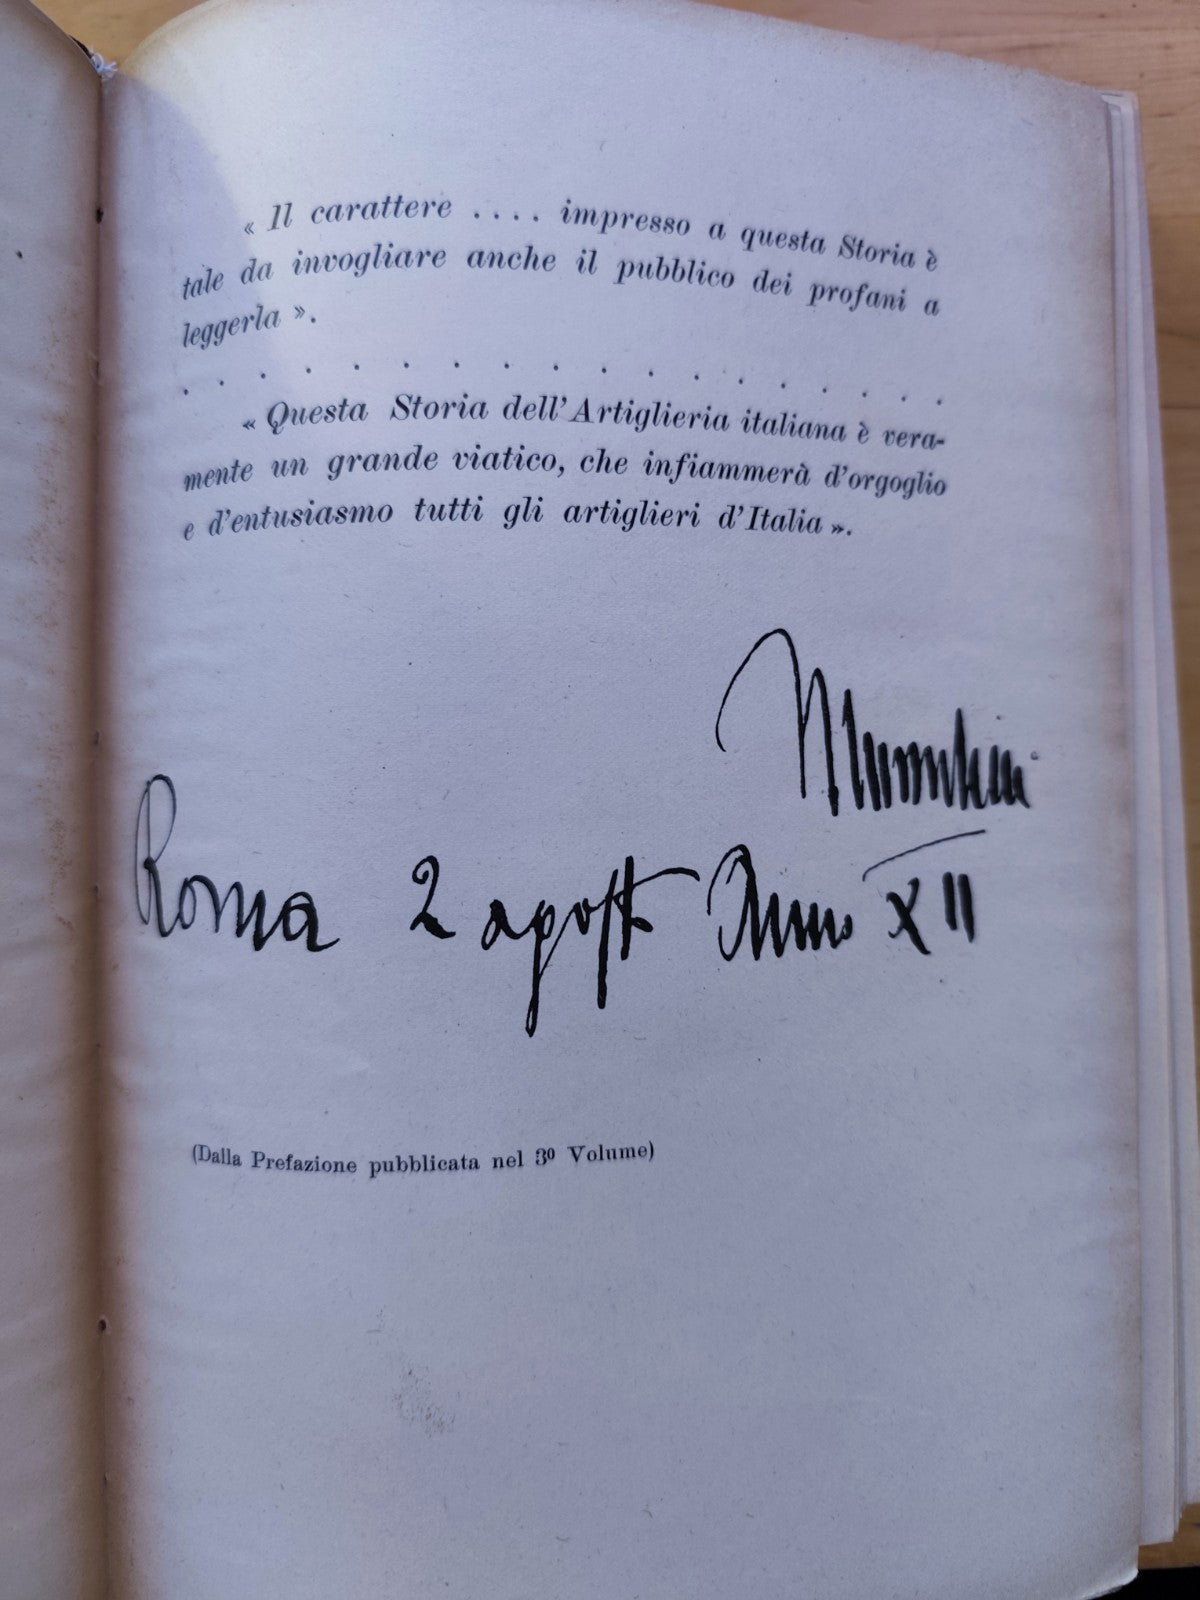 « Il carattere .... impresso a questa Storia è
tale da invogliare anche il pubblico dei profani a
leggerla ».
. . . . . . . . . . . . . . . . .
« Questa Storia dell'Artiglieria italiana è vera-
mente un grande viatico, che infiammerà d'orgoglio
e d'entusiasmo tutti gli artiglieri d'Italia ».
Mussolini
Roma 2 agosto Anno XII
(Dalla Prefazione pubblicata nel 3º Volume)